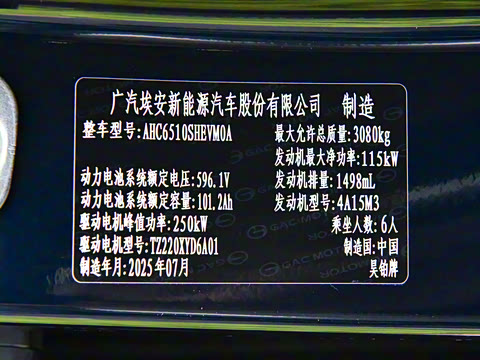 广汽埃安新能源汽车股份有限公司 制造
整车型号:AHC6510SHEVM0A 最大允许总质量:3080kg
发动机最大净功率:115kW
动力电池系统额定电压:596.1V 发动机排量:1498mL
动力电池系统额定容量:101.2Ah 发动机型号:4A15M3
驱动电机峰值功率:250kW 乘坐人数:6人
驱动电机型号:TZ220XYD6A01 制造国:中国
制造年月:2025年07月 昊铂牌